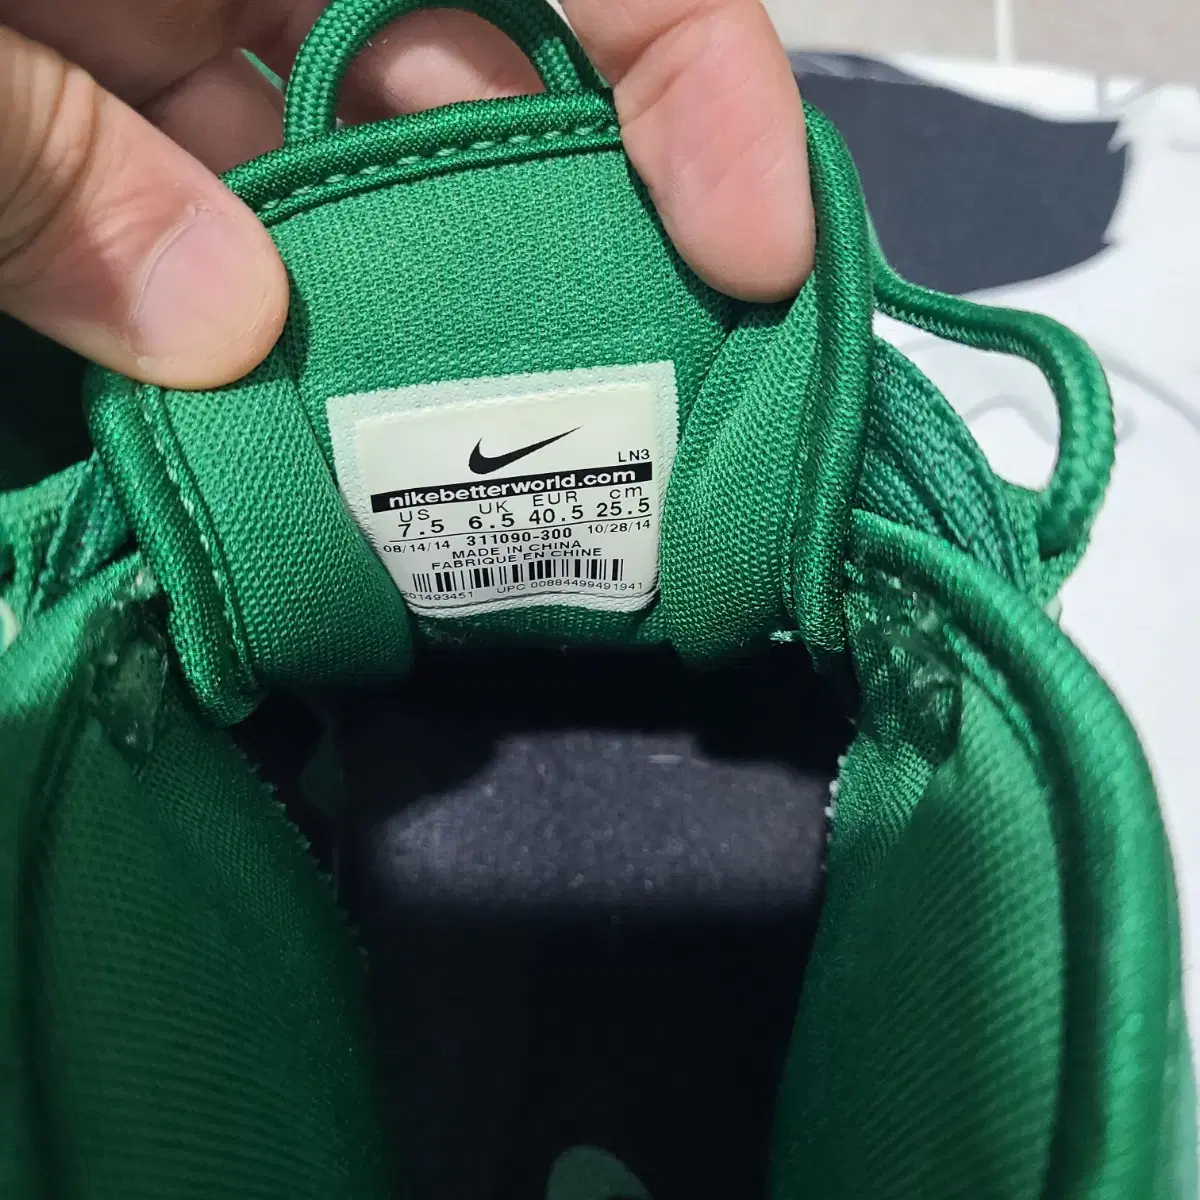 LN3
nikebetterworld.com
US UK EUR cm
7.5 6.5 40.5 25.5
08/14/14 311090-300 10/28/14
MADE IN CHINA
FABRIQUE EN CHINE
UPC 00884499491941